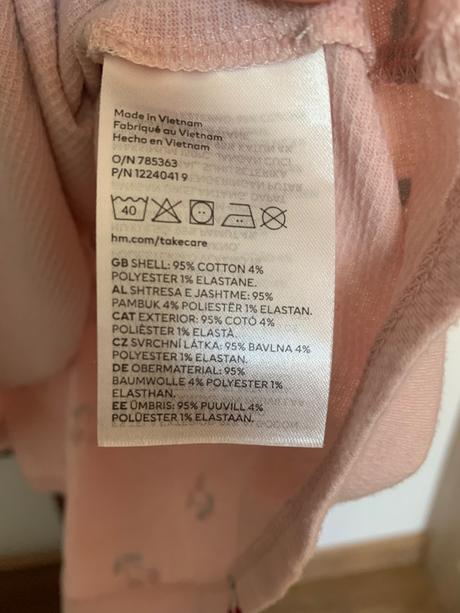 Made in Vietnam
Fabriqué au Vietnam
Hecho en Vietnam
O/N 785363
P/N 1224041 9
40
hm.com/takecare
GB SHELL: 95% COTTON 4%
POLYESTER 1% ELASTANE.
AL SHTRESA E JASHTME: 95%
PAMBUK 4% POLIESTËR 1% ELASTAN.
CAT EXTERIOR: 95% COTÓ 4%
POLIÈSTER 1% ELASTÀ.
CZ SVRCHNÍ LÁTKA: 95% BAVLNA 4%
POLYESTER 1% ELASTAN.
DE OBERMATERIAL: 95%
BAUMWOLLE 4% POLYESTER 1%
ELASTHAN.
EE ÜMBRIS: 95% PUUVILL 4%
POLÜESTER 1% ELASTAAN.